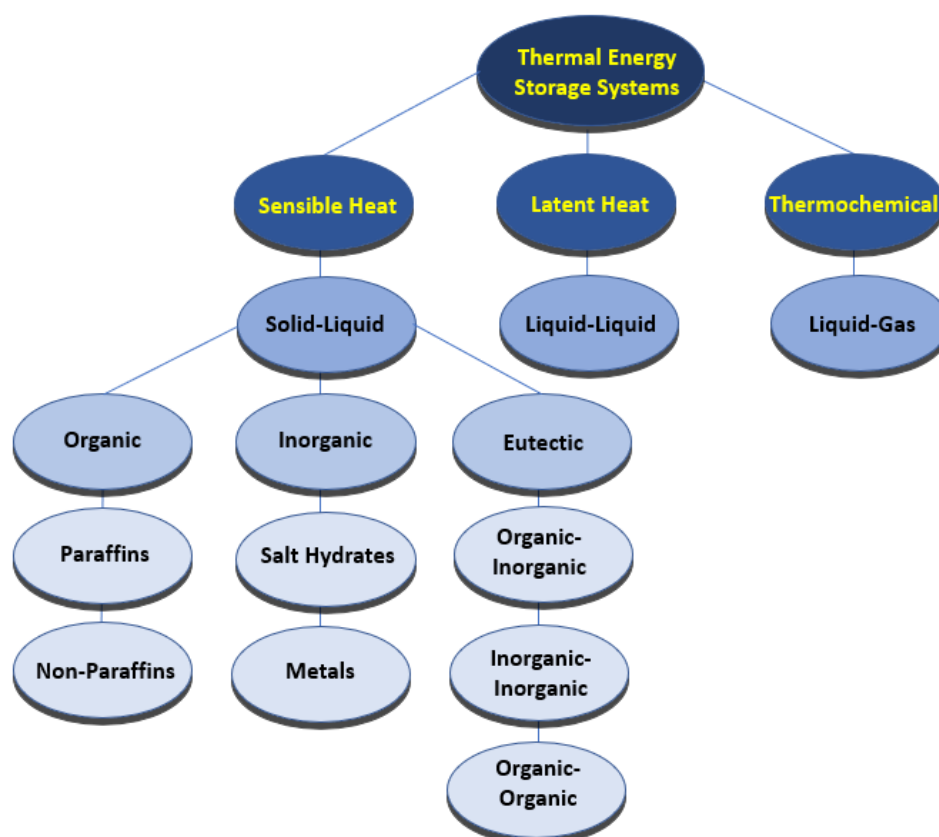 Thermal Energy
Storage Systems
Sensible Heat
Latent Heat
Thermochemical
Solid-Liquid
Liquid-Liquid
Liquid-Gas
Organic
Inorganic
Eutectic
Paraffins
Salt Hydrates
Organic-
Inorganic
Non-Paraffins
Metals
Inorganic-
Inorganic
Organic-
Organic